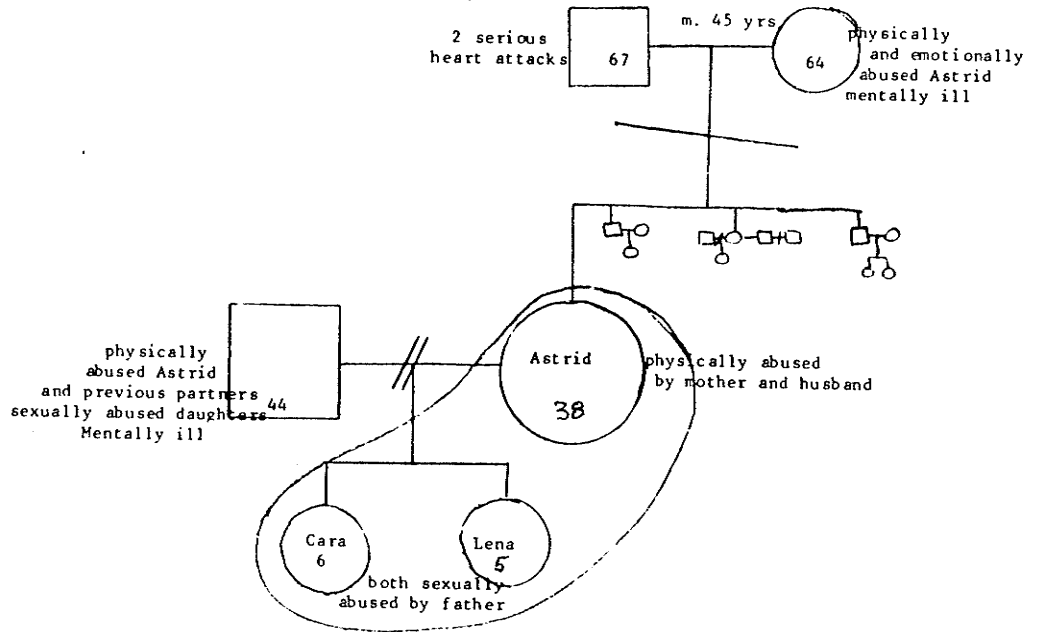 m. 45 yrs
2 serious
heart attacks
67
64
physically
and emotionally
abused Astrid
mentally ill
physically
abused Astrid
and previous partners
44
sexually abused daughters
Mentally ill
Astrid
38
physically abused
by mother and husband
Cara
6
Lena
5
both sexually
abused by father